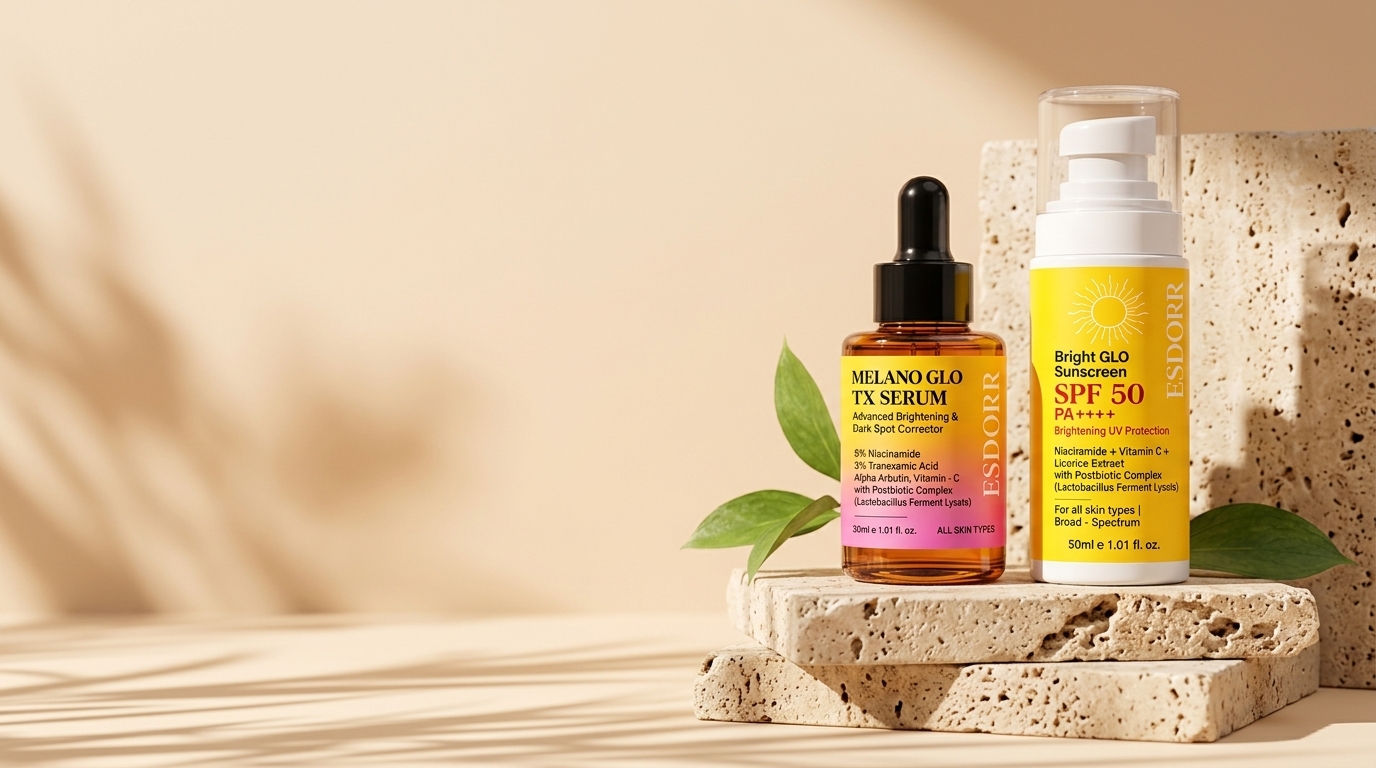 MELANO GLO
TX SERUM
Advanced Brightening &
Dark Spot Corrector
5% Niacinamide
3% Tranexamic Acid
Alpha Arbutin, Vitamin - C
with Postbiotic Complex
(Lactebacillus Ferment Lysats)
30ml e 1.01 fl. oz.
ALL SKIN TYPES
ESDORR
Bright GLO
Sunscreen
SPF 50
PA++++
Brightening UV Protection
Niaciramide + Vitamin C +
Licorice Extraet
with Postbiotic Complex
(Lactobacillus Ferment Lysals)
For all skin types |
Broad - Specfrum
50ml e 1.01 fl. oz.
ESDORR